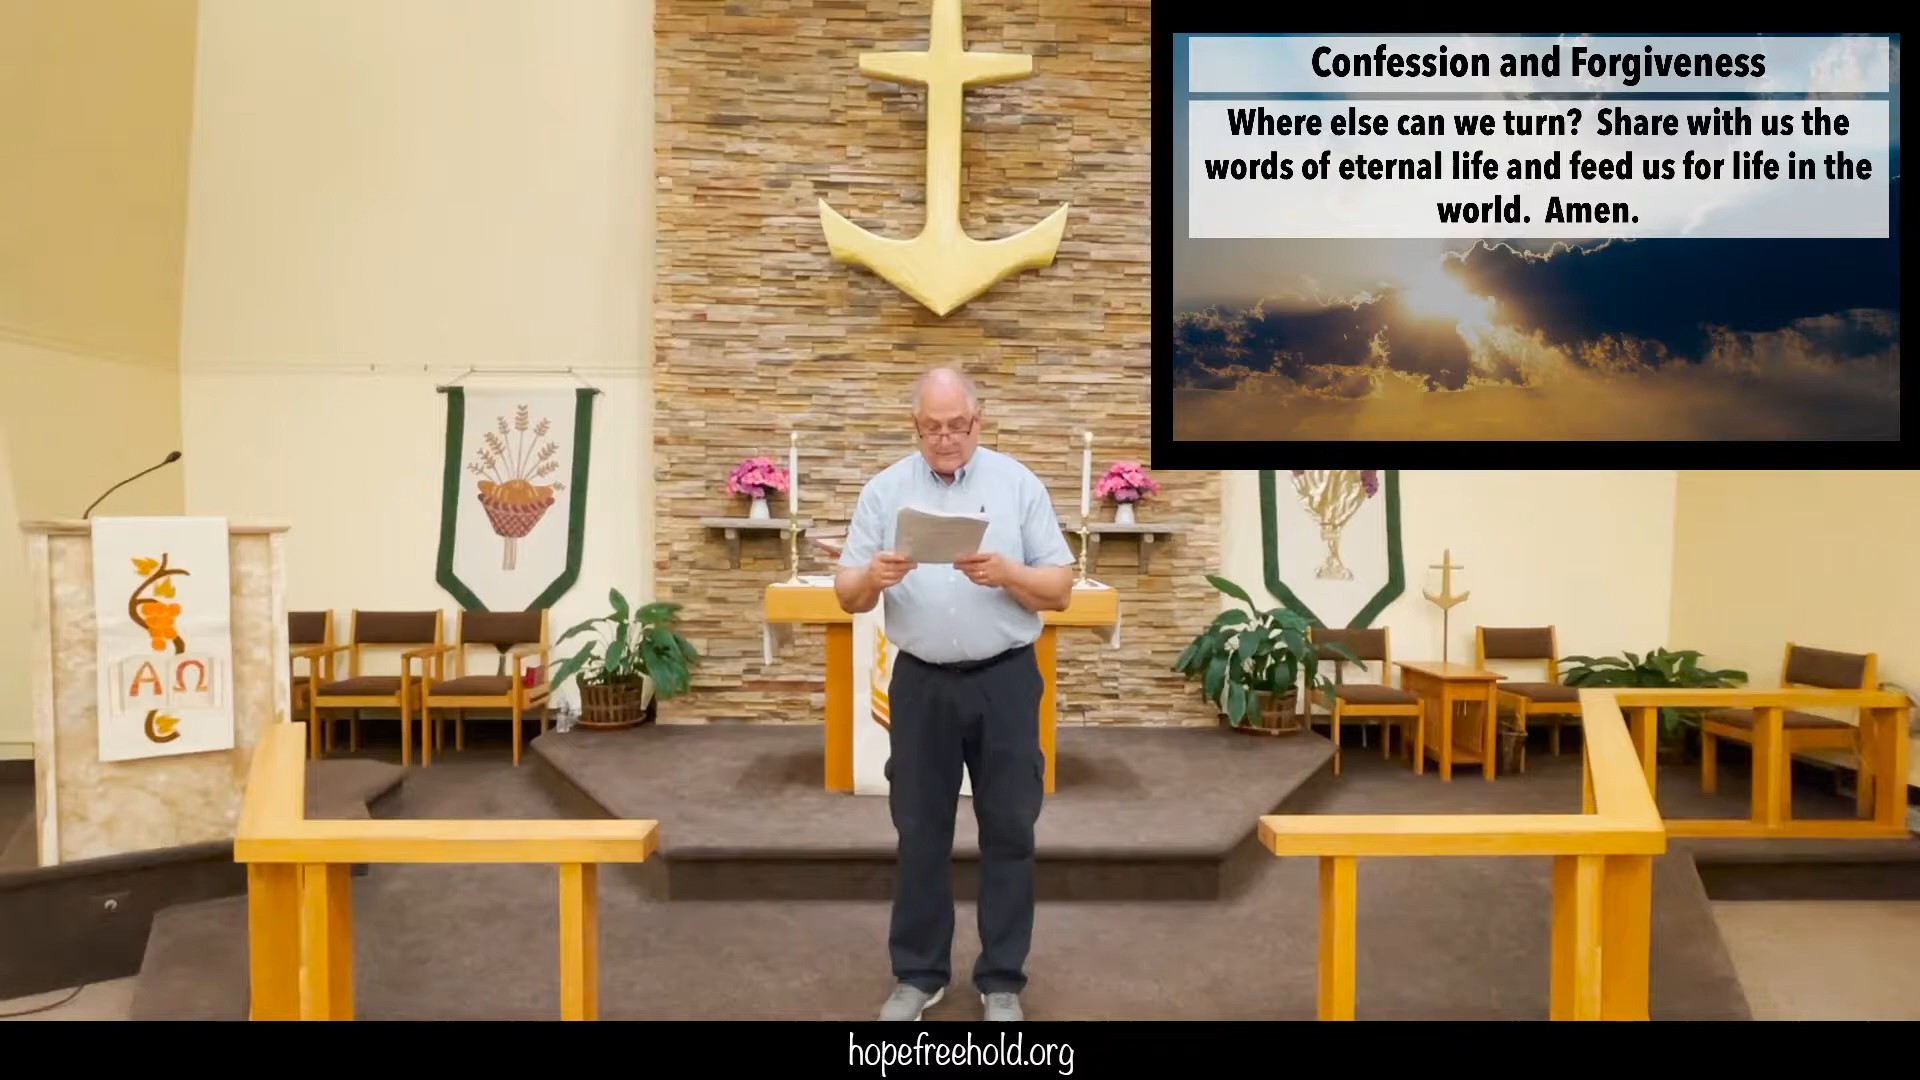 Confession and Forgiveness
Where else can we turn?  Share with us the
words of eternal life and feed us for life in the
world.  Amen.
Α Ω
hopefreehold.org